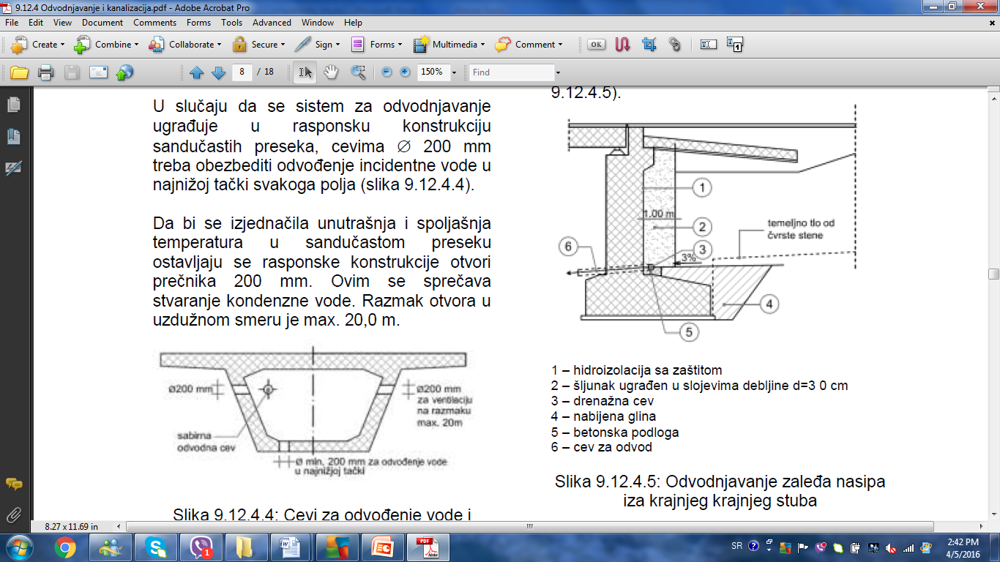 9.12.4 Odvodnjavanje i kanalizacija.pdf - Adobe Acrobat Pro
File Edit View Document Comments Forms Tools Advanced Window Help
Create Combine Collaborate Secure Sign Forms Multimedia Comment OK
8 / 18 150% Find
U slučaju da se sistem za odvodnjavanje
ugrađuje u rasponsku konstrukciju
sandučastih preseka, cevima ∅ 200 mm
treba obezbediti odvođenje incidentne vode u
najnižoj tački svakoga polja (slika 9.12.4.4).
Da bi se izjednačila unutrašnja i spoljašnja
temperatura u sandučastom preseku
ostavljaju se rasponske konstrukcije otvori
prečnika 200 mm. Ovim se sprečava
stvaranje kondenzne vode. Razmak otvora u
uzdužnom smeru je max. 20,0 m.
Ø200 mm
Ø200 mm
za ventilaciju
na razmaku
max. 20m
sabirna
odvodna cev
Ø min. 200 mm za odvođenje vode
u najnižjoj tački
Slika 9.12.4.4: Cevi za odvođenje vode i
9.12.4.5).
1
1.00 m
2
temeljno tlo od
čvrste stene
3
3%
6
4
5
1 – hidroizolacija sa zaštitom
2 – šljunak ugrađen u slojevima debljine d=3 0 cm
3 – drenažna cev
4 – nabijena glina
5 – betonska podloga
6 – cev za odvod
Slika 9.12.4.5: Odvodnjavanje zaleđa nasipa
iza krajnjeg krajnjeg stuba
8.27 x 11.69 in
SR
2:42 PM
4/5/2016